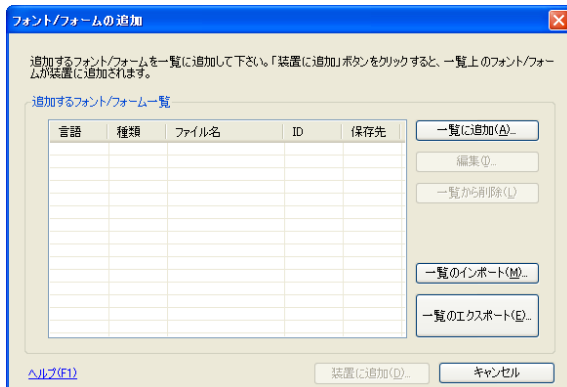 フォント/フォームの追加
追加するフォント/フォームを一覧に追加して下さい。「装置に追加」ボタンをクリックすると、一覧上のフォント/フォー
ムが装置に追加されます。
追加するフォント/フォーム一覧
言語 種類 ファイル名 ID 保存先
一覧に追加(A)...
編集(I)...
一覧から削除(L)
一覧のインポート(M)...
一覧のエクスポート(E)...
ヘルプ(F1)
装置に追加(D)...
キャンセル